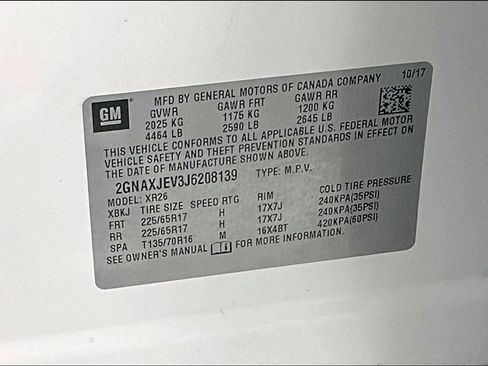 GM
MFD BY GENERAL MOTORS OF CANADA COMPANY 10/17
GVWR GAWR FRT GAWR RR
2025 KG 1175 KG 1200 KG
4464 LB 2590 LB 2645 LB
THIS VEHICLE CONFORMS TO ALL APPLICABLE U.S. FEDERAL MOTOR
VEHICLE SAFETY AND THEFT PREVENTION STANDARDS IN EFFECT ON
THE DATE OF MANUFACTURE SHOWN ABOVE.
2GNAXJEV3J6208139 TYPE: M.P.V.
MODEL: XR26
XBKJ TIRE SIZE SPEED RTG RIM COLD TIRE PRESSURE
FRT 225/65R17 H 17X7J 240KPA(35PSI)
RR 225/65R17 H 17X7J 240KPA(35PSI)
SPA T135/70R16 M 16X4BT 420KPA(60PSI)
SEE OWNER'S MANUAL FOR MORE INFORMATION.